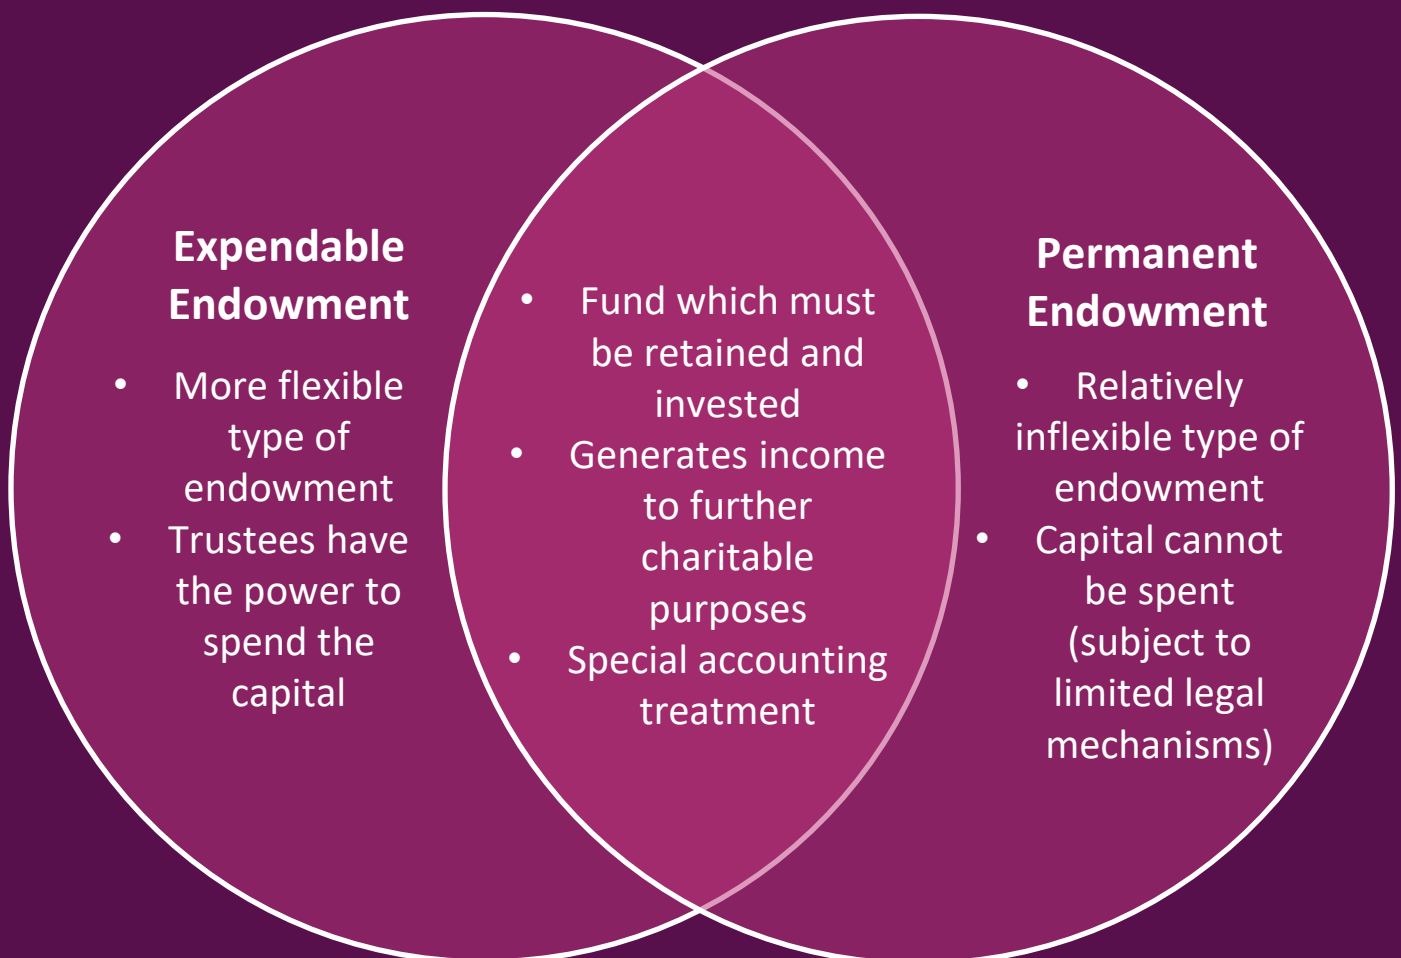 Expendable
Endowment
• More flexible
type of
endowment
• Trustees have
the power to
spend the
capital
• Fund which must
be retained and
invested
• Generates income
to further
charitable
purposes
• Special accounting
treatment
Permanent
Endowment
• Relatively
inflexible type of
endowment
• Capital cannot
be spent
(subject to
limited legal
mechanisms)